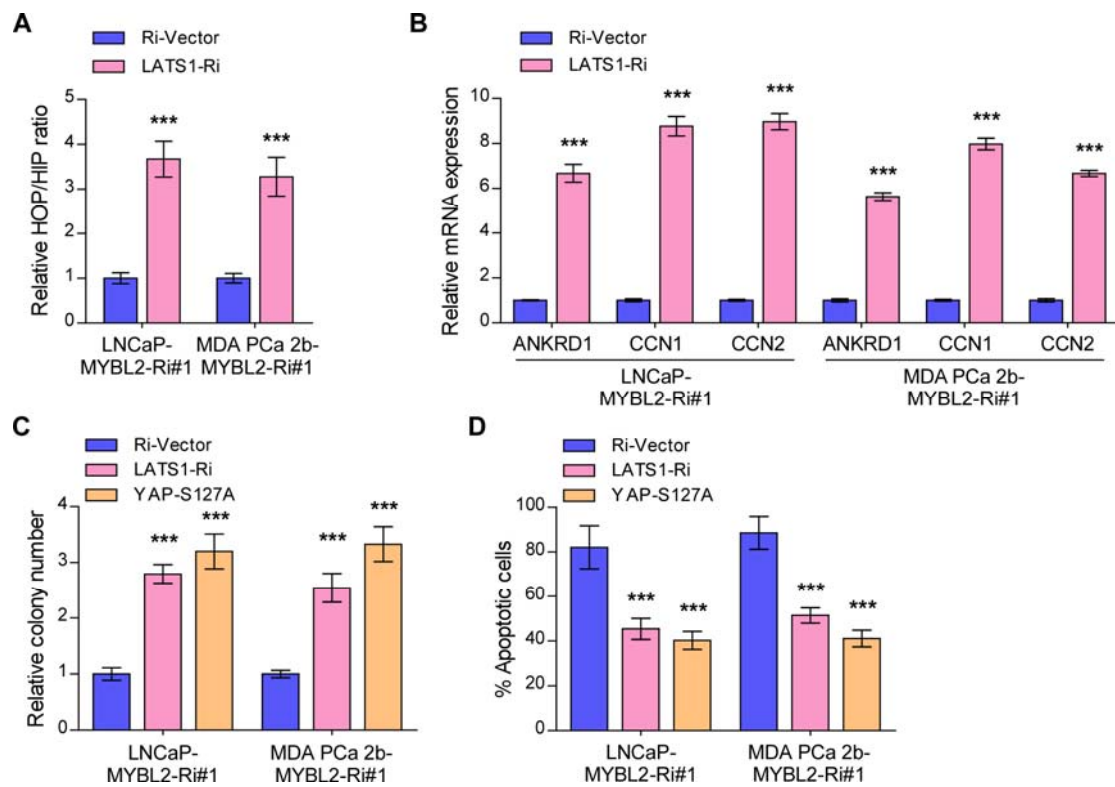 A
Ri-Vector
LATS1-Ri
Relative HOP/HIP ratio
5
4
3
2
1
0
***
***
LNCaP-
MYBL2-Ri#1
MDA PCa 2b-
MYBL2-Ri#1
B
Ri-Vector
LATS1-Ri
Relative mRNA expression
10
8
6
4
2
0
***
***
***
***
***
***
ANKRD1 CCN1 CCN2 ANKRD1 CCN1 CCN2
LNCaP-
MYBL2-Ri#1
MDA PCa 2b-
MYBL2-Ri#1
C
Ri-Vector
LATS1-Ri
YAP-S127A
Relative colony number
4
3
2
1
0
***
***
***
***
LNCaP-
MYBL2-Ri#1
MDA PCa 2b-
MYBL2-Ri#1
D
Ri-Vector
LATS1-Ri
YAP-S127A
% Apoptotic cells
100
80
60
40
20
0
***
***
***
***
LNCaP-
MYBL2-Ri#1
MDA PCa 2b-
MYBL2-Ri#1